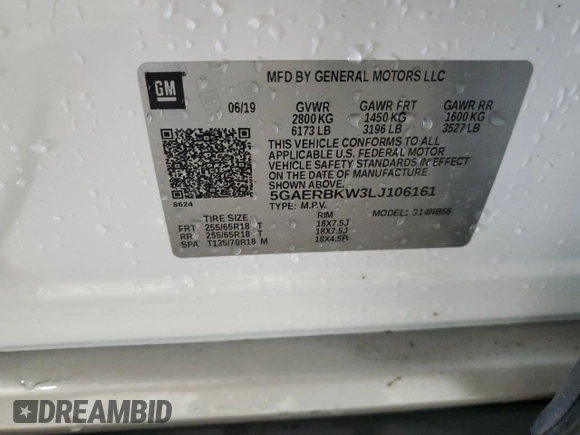 GM
MFD BY GENERAL MOTORS LLC
06/19 GVWR GAWR FRT GAWR RR
2800 KG 1450 KG 1600 KG
6173 LB 3196 LB 3527 LB
THIS VEHICLE CONFORMS TO ALL
APPLICABLE U.S. FEDERAL MOTOR
VEHICLE SAFETY STANDARDS IN EFFECT
ON THE DATE OF MANUFACTURE
SHOWN ABOVE.
5GAERBKW3LJ106161
8624
TYPE: M.P.V. MODEL: 314NB56
TIRE SIZE RIM
FRT 255/65R18 T 18X7.5J
RR 255/65R18 T 18X7.5J
SPA T135/70R18 M 18X4.5B
DREAMBID